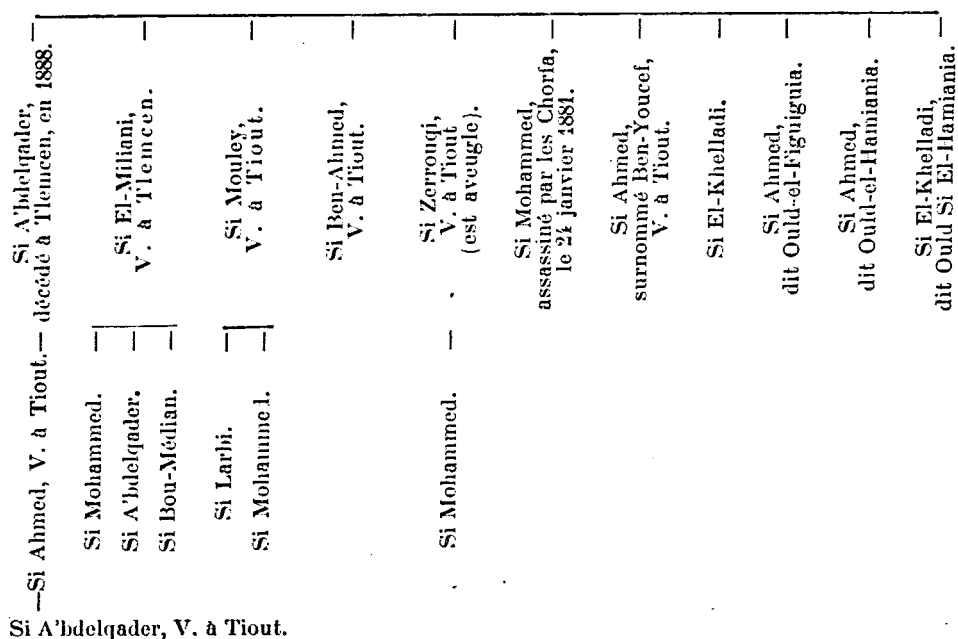 Si A'bdelqader,
décédé à Tlemcen, en 1888.
Si El-Miliani,
V. à Tlemcen.
Si Mouley,
V. à Tiout.
Si Ben-Ahmed,
V. à Tiout.
Si Zerrouqi,
V. à Tiout
(est aveugle).
Si Mohammed,
assassiné par les Chorfa,
le 24 janvier 1881.
Si Ahmed,
surnommé Ben-Youcef,
V. à Tiout.
Si El-Khelladi.
Si Ahmed,
dit Ould-el-Figuiguia.
Si Ahmed,
dit Ould-el-Hamiania.
Si El-Khelladi,
dit Ould Si El-Hamiania.
—Si Ahmed, V. à Tiout.—
Si Mohammed.
Si A'bdelqader.
Si Bou-Médian.
Si Larbi.
Si Mohammed.
Si Mohammed.
Si A'bdelqader, V. à Tiout.